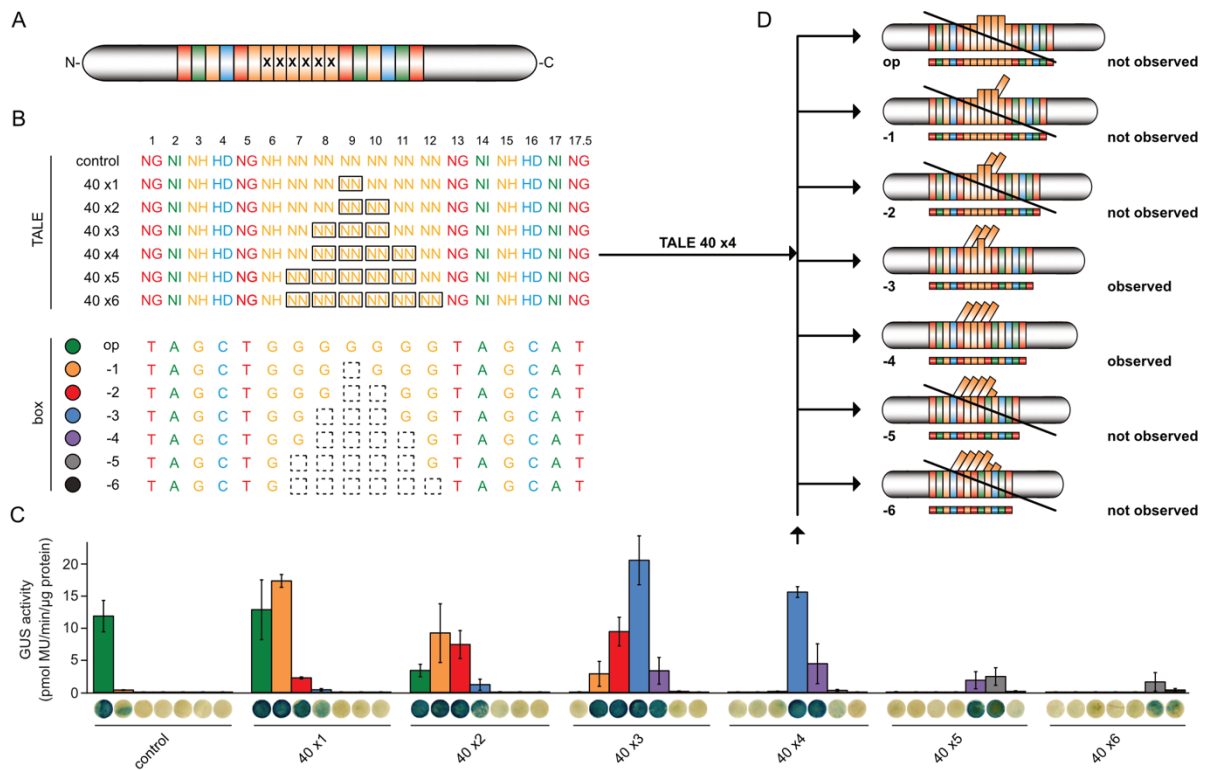 A
N- x x x x x x -C
B
1 2 3 4 5 6 7 8 9 10 11 12 13 14 15 16 17 17.5
TALE
control NG NI NH HD NG NH NN NN NN NN NN NN NG NI NH HD NI NG
40 x1 NG NI NH HD NG NH NN NN NN NN NN NN NG NI NH HD NI NG
40 x2 NG NI NH HD NG NH NN NN NN NN NN NN NG NI NH HD NI NG
40 x3 NG NI NH HD NG NH NN NN NN NN NN NN NG NI NH HD NI NG
40 x4 NG NI NH HD NG NH NN NN NN NN NN NN NG NI NH HD NI NG
40 x5 NG NI NH HD NG NH NN NN NN NN NN NN NG NI NH HD NI NG
40 x6 NG NI NH HD NG NH NN NN NN NN NN NN NG NI NH HD NI NG
box
op T A G C T G G G G G G G T A G C A T
-1 T A G C T G G G G G G T A G C A T
-2 T A G C T G G G G G T A G C A T
-3 T A G C T G G G G T A G C A T
-4 T A G C T G G G T A G C A T
-5 T A G C T G G T A G C A T
-6 T A G C T G T A G C A T
TALE 40 x4
C
GUS activity
(pmol MU/min/µg protein)
20
15
10
5
0
control
40 x1
40 x2
40 x3
40 x4
40 x5
40 x6
D
op not observed
-1 not observed
-2 not observed
-3 observed
-4 observed
-5 not observed
-6 not observed